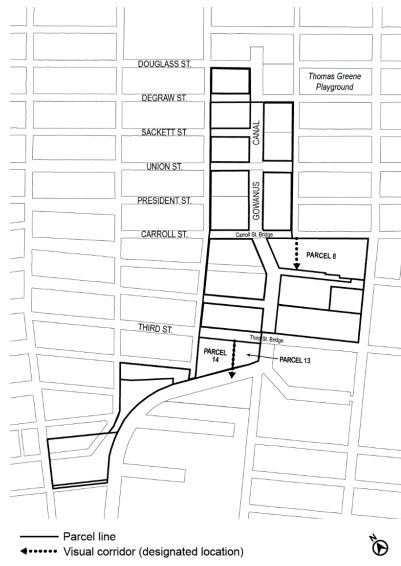 DOUGLASS ST.
Thomas Greene
Playground
DEGRAW ST.
SACKETT ST.
CANAL
UNION ST.
PRESIDENT ST.
GOWANUS
CARROLL ST.
Carroll St. Bridge
PARCEL 8
THIRD ST.
Third St. Bridge
PARCEL
14
PARCEL 13
Parcel line
Visual corridor (designated location)
N